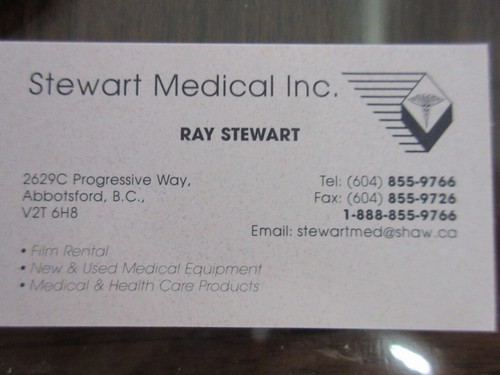 Stewart Medical Inc.
RAY STEWART
2629C Progressive Way,
Abbotsford, B.C.,
V2T 6H8
Tel: (604) 855-9766
Fax: (604) 855-9726
1-888-855-9766
Email: stewartmed@shaw.ca
• Film Rental
• New & Used Medical Equipment
• Medical & Health Care Products